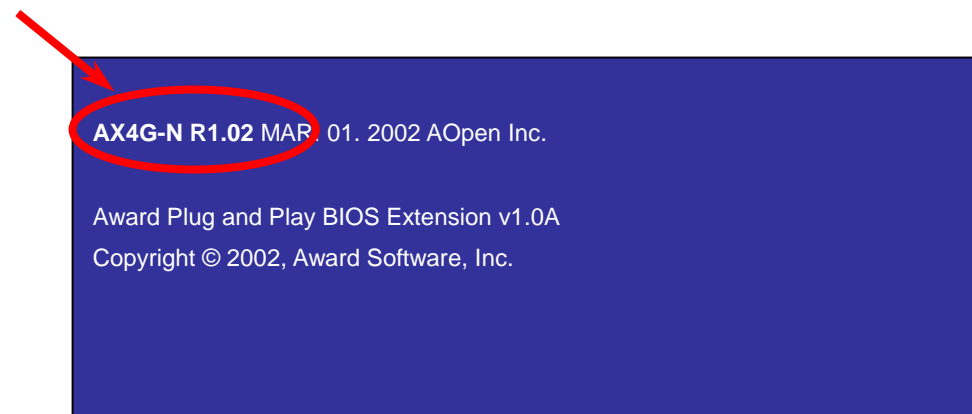 AX4G-N R1.02 MAR. 01. 2002 AOpen Inc.
Award Plug and Play BIOS Extension v1.0A
Copyright © 2002, Award Software, Inc.